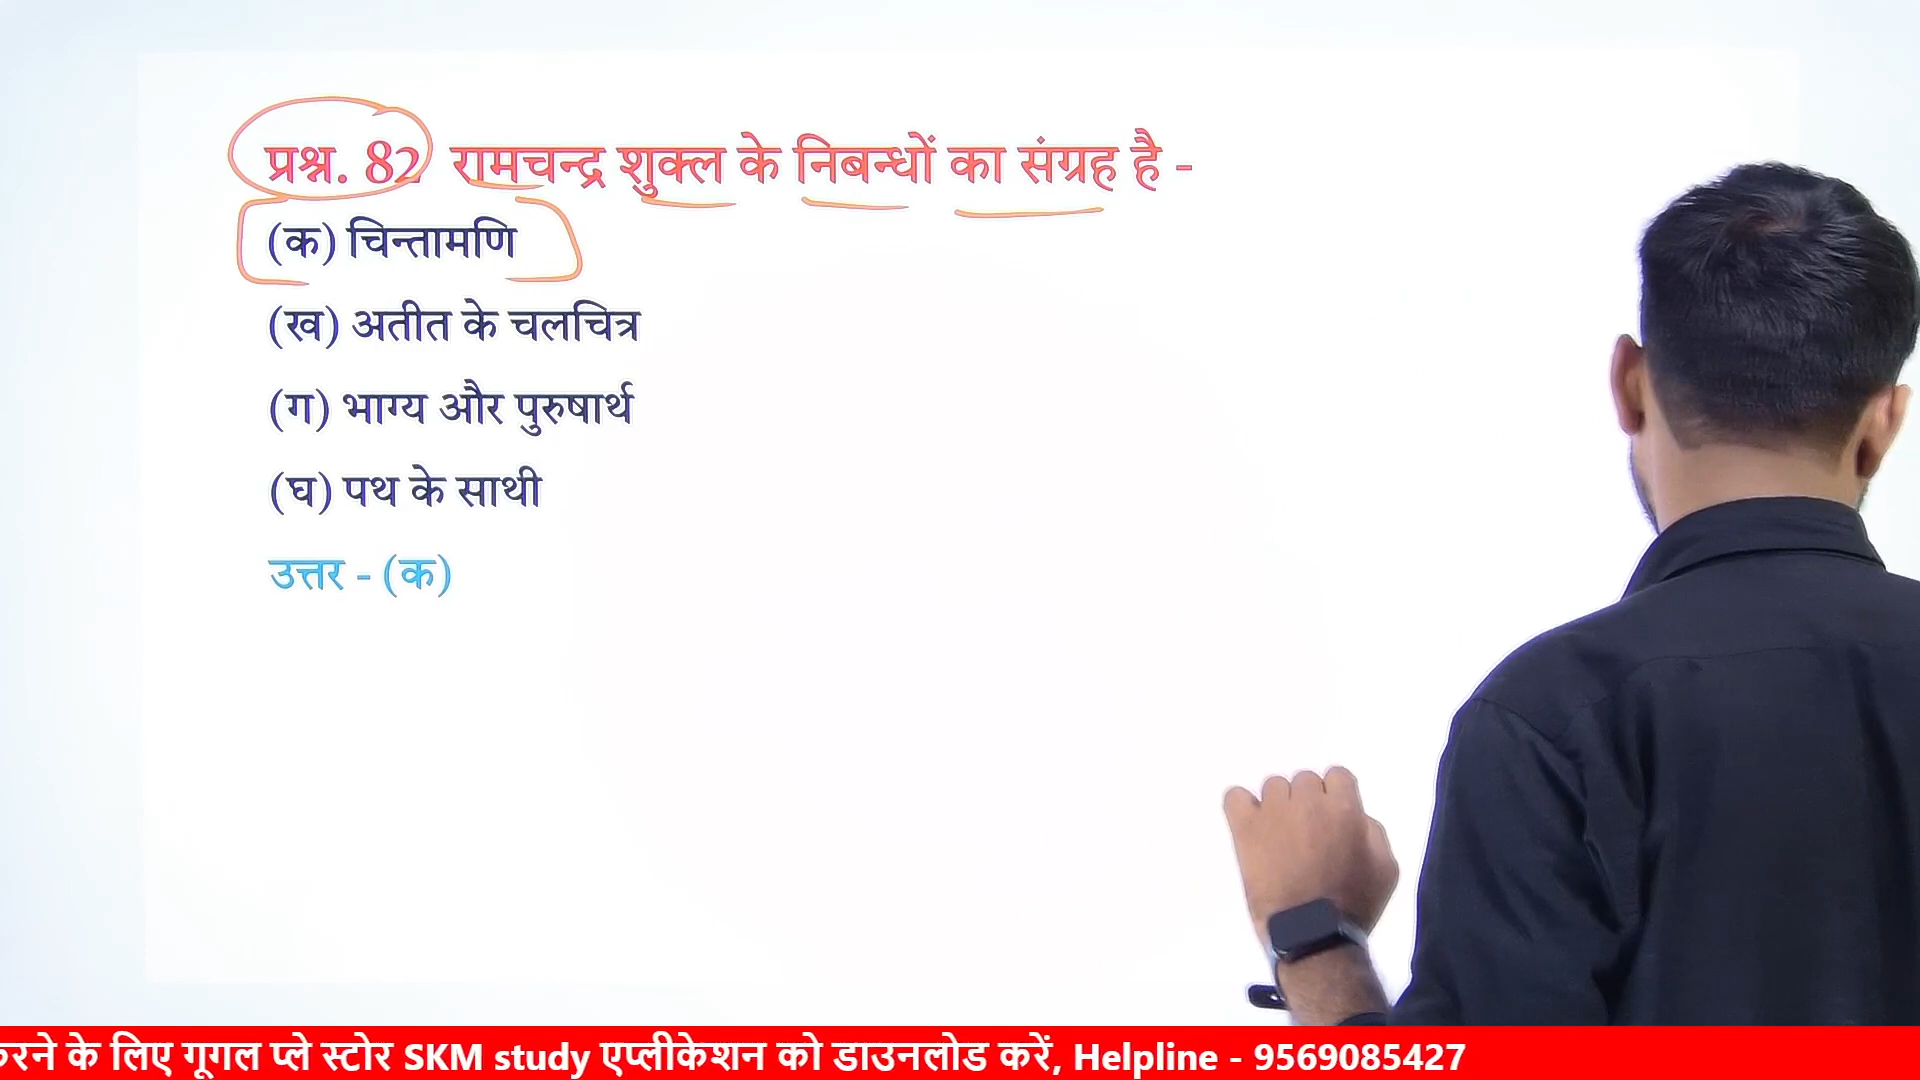 प्रश्न. 82 रामचन्द्र शुक्ल के निबन्धों का संग्रह है -
(क) चिन्तामणि
(ख) अतीत के चलचित्र
(ग) भाग्य और पुरुषार्थ
(घ) पथ के साथी
उत्तर - (क)
करने के लिए गूगल प्ले स्टोर SKM study एप्लीकेशन को डाउनलोड करें, Helpline - 9569085427